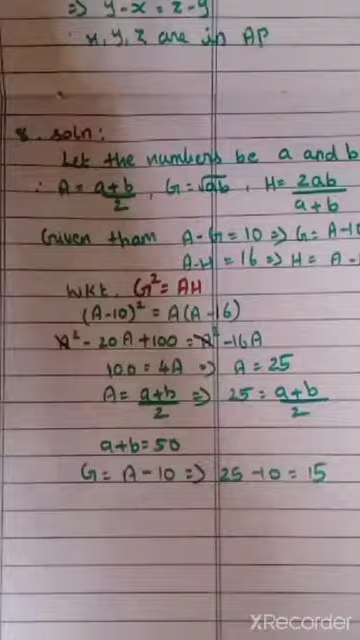 => y-x = z-y
x, y, z are in AP
8. soln:
Let the numbers be a and b
∴ A = a+b/2, G = √ab, H = 2ab/a+b
Given tham A-G = 10 => G = A-10
A-H = 16 => H = A-
WKT. G² = AH
(A-10)² = A(A-16)
A² - 20A + 100 = A² - 16A
100 = 4A => A = 25
A = a+b/2 => 25 = a+b/2
a+b = 50
G = A-10 => 25-10 = 15
XRecorder